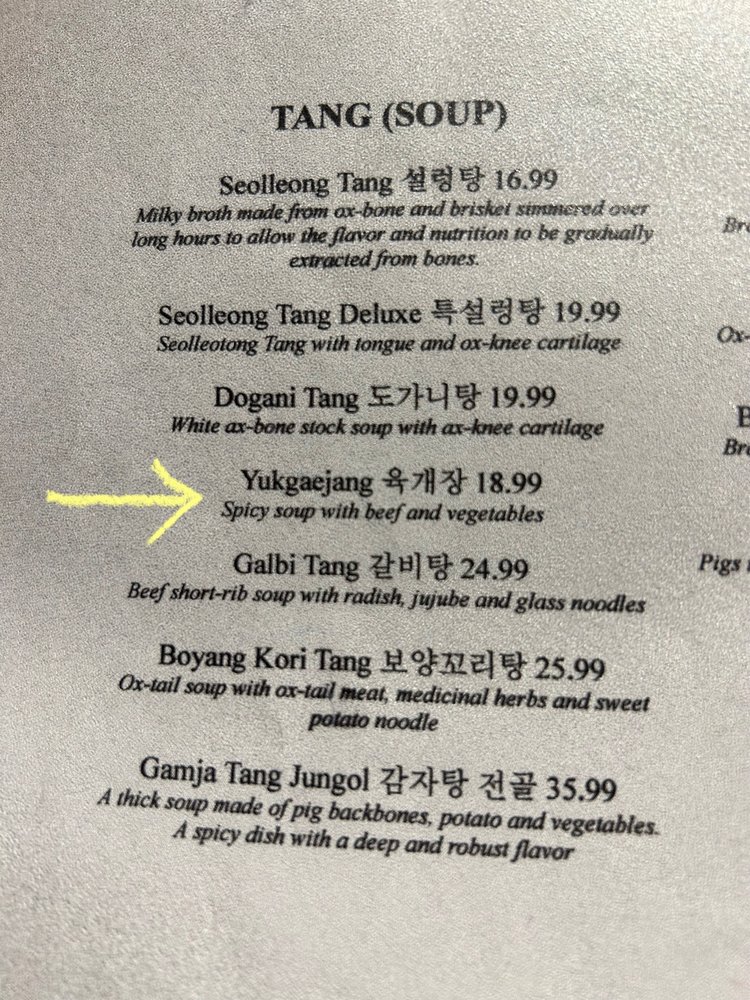 TANG (SOUP)
Seolleong Tang 설렁탕 16.99
Milky broth made from ox-bone and brisket simmered over
long hours to allow the flavor and nutrition to be gradually
extracted from bones.
Seolleong Tang Deluxe 특설렁탕 19.99
Seolleotong Tang with tongue and ox-knee cartilage
Dogani Tang 도가니탕 19.99
White ax-bone stock soup with ax-knee cartilage
Yukgaejang 육개장 18.99
Spicy soup with beef and vegetables
Galbi Tang 갈비탕 24.99
Beef short-rib soup with radish, jujube and glass noodles
Boyang Kori Tang 보양꼬리탕 25.99
Ox-tail soup with ox-tail meat, medicinal herbs and sweet
potato noodle
Gamja Tang Jungol 감자탕 전골 35.99
A thick soup made of pig backbones, potato and vegetables.
A spicy dish with a deep and robust flavor
Ox-
Pigs